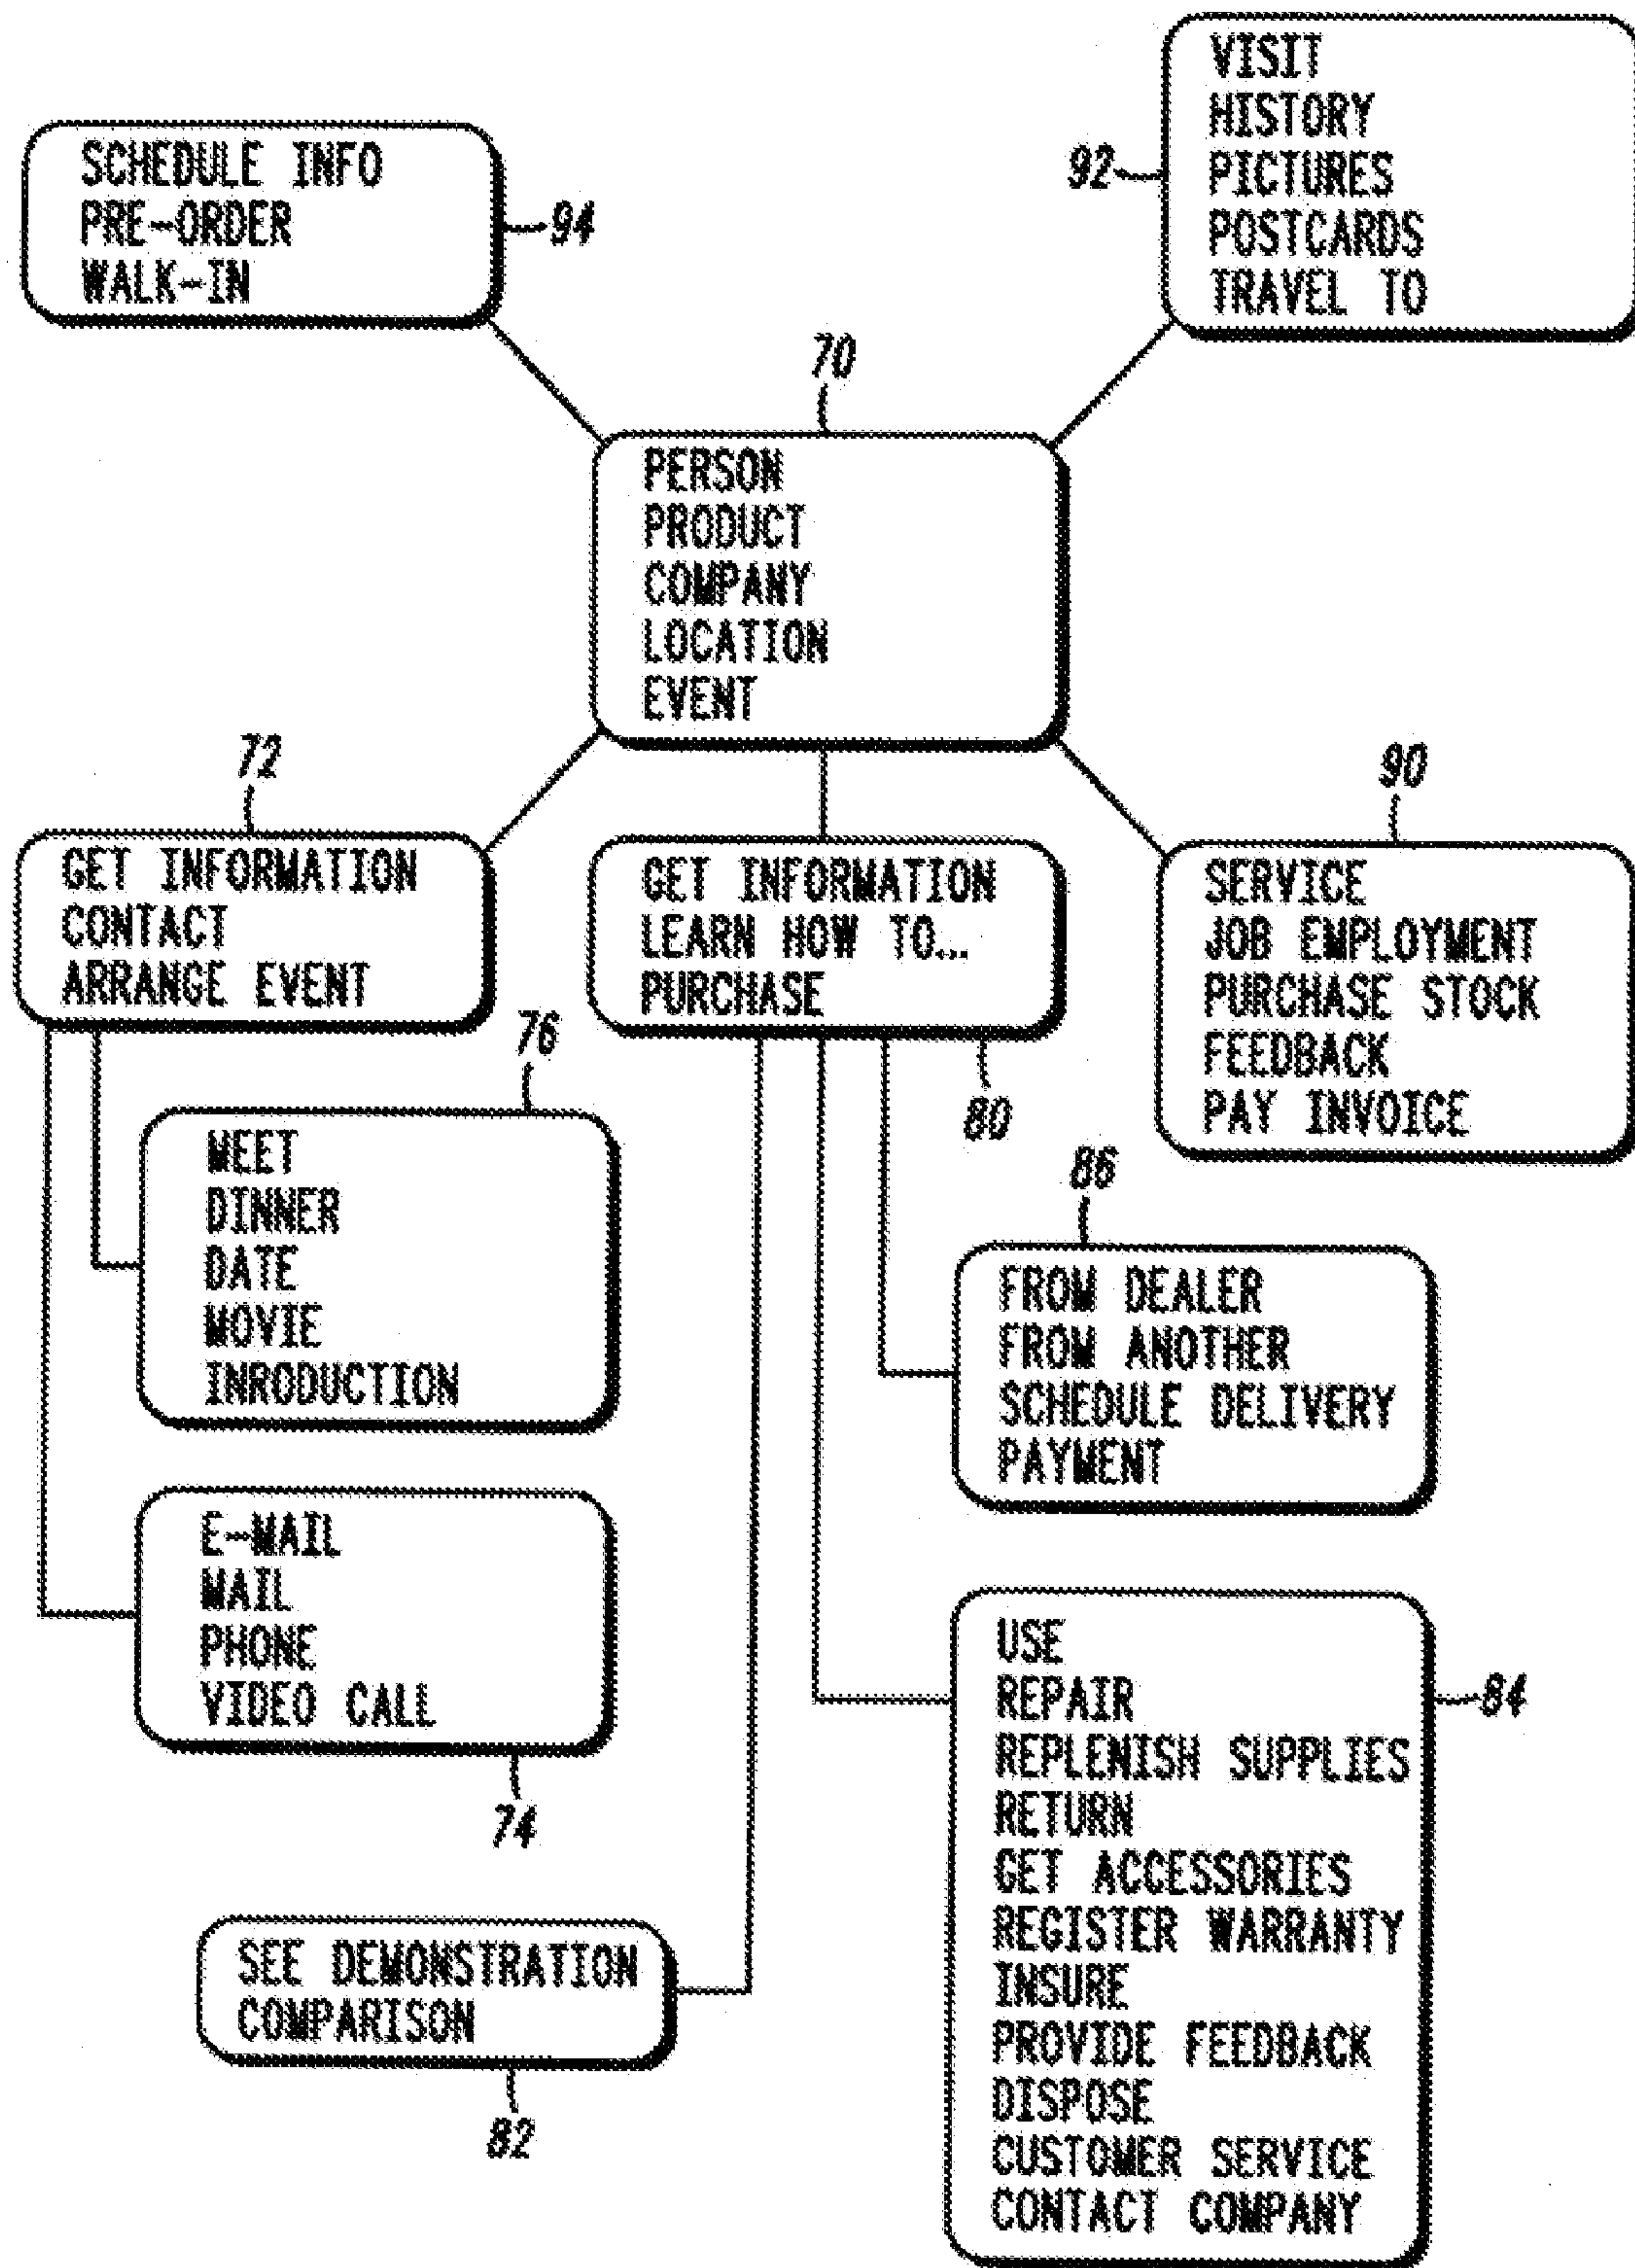 VISIT
HISTORY
PICTURES
POSTCARDS
TRAVEL TO
92
SCHEDULE INFO
PRE-ORDER
WALK-IN
94
70
PERSON
PRODUCT
COMPANY
LOCATION
EVENT
72
GET INFORMATION
CONTACT
ARRANGE EVENT
GET INFORMATION
LEARN HOW TO...
PURCHASE
80
90
SERVICE
JOB EMPLOYMENT
PURCHASE STOCK
FEEDBACK
PAY INVOICE
76
MEET
DINNER
DATE
MOVIE
INRODUCTION
86
FROM DEALER
FROM ANOTHER
SCHEDULE DELIVERY
PAYMENT
E-MAIL
MAIL
PHONE
VIDEO CALL
74
USE
REPAIR
REPLENISH SUPPLIES
RETURN
GET ACCESSORIES
REGISTER WARRANTY
INSURE
PROVIDE FEEDBACK
DISPOSE
CUSTOMER SERVICE
CONTACT COMPANY
84
SEE DEMONSTRATION
COMPARISON
82